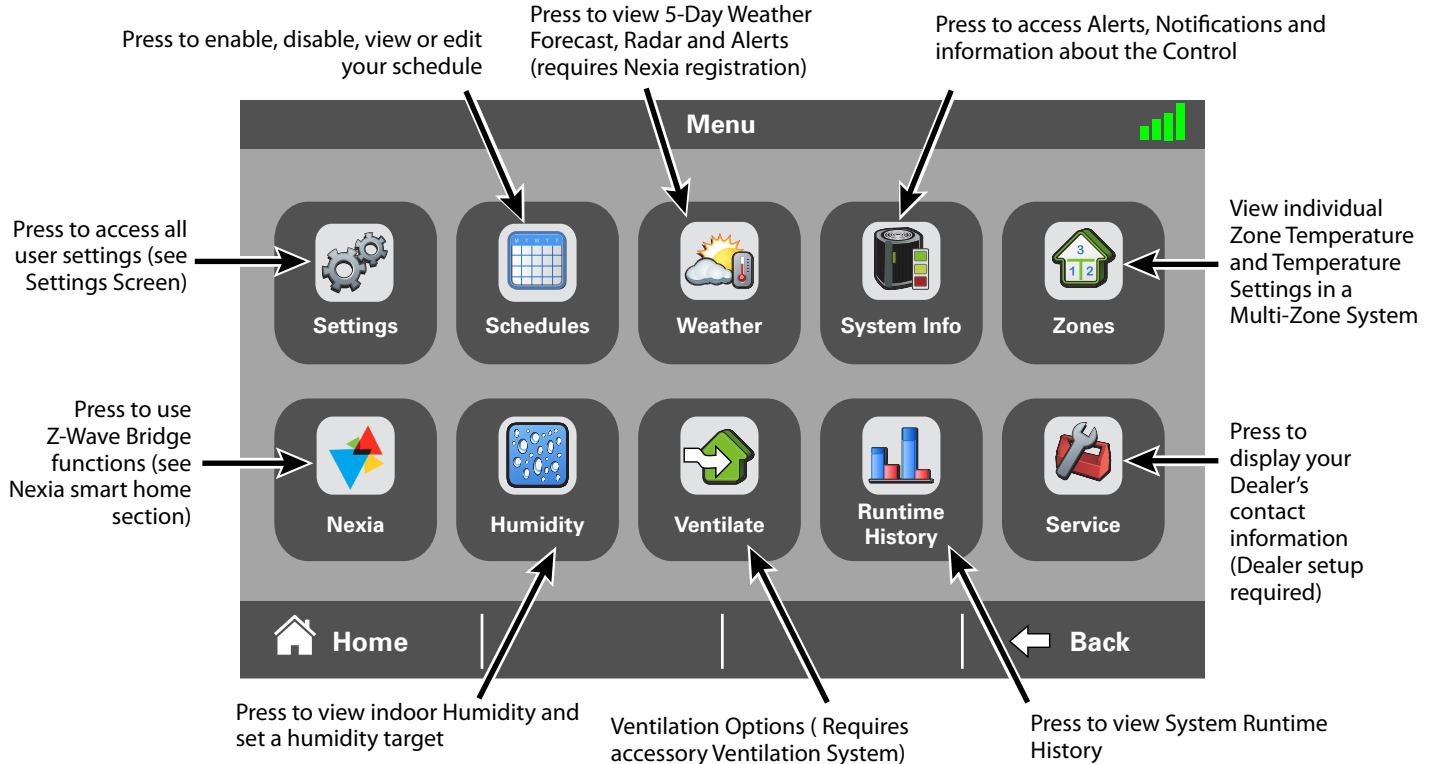 Press to enable, disable, view or edit
your schedule
Press to view 5-Day Weather
Forecast, Radar and Alerts
(requires Nexia registration)
Press to access Alerts, Notifications and
information about the Control
Menu
Press to access all
user settings (see
Settings Screen)
M T W T F
3
1 2
Settings
Schedules
Weather
System Info
Zones
View individual
Zone Temperature
and Temperature
Settings in a
Multi-Zone System
Press to use
Z-Wave Bridge
functions (see
Nexia smart home
section)
Nexia
Humidity
Ventilate
Runtime
History
Service
Press to
display your
Dealer's
contact
information
(Dealer setup
required)
Home
Back
Press to view indoor Humidity and
set a humidity target
Ventilation Options ( Requires
accessory Ventilation System)
Press to view System Runtime
History